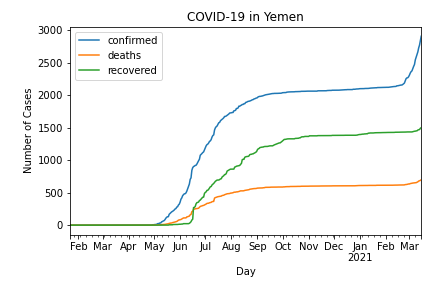 COVID-19 in Yemen
3000
2500
2000
1500
1000
500
0
Number of Cases
confirmed
deaths
recovered
Feb Mar Apr May Jun Jul Aug Sep Oct Nov Dec Jan Feb Mar
2021
Day